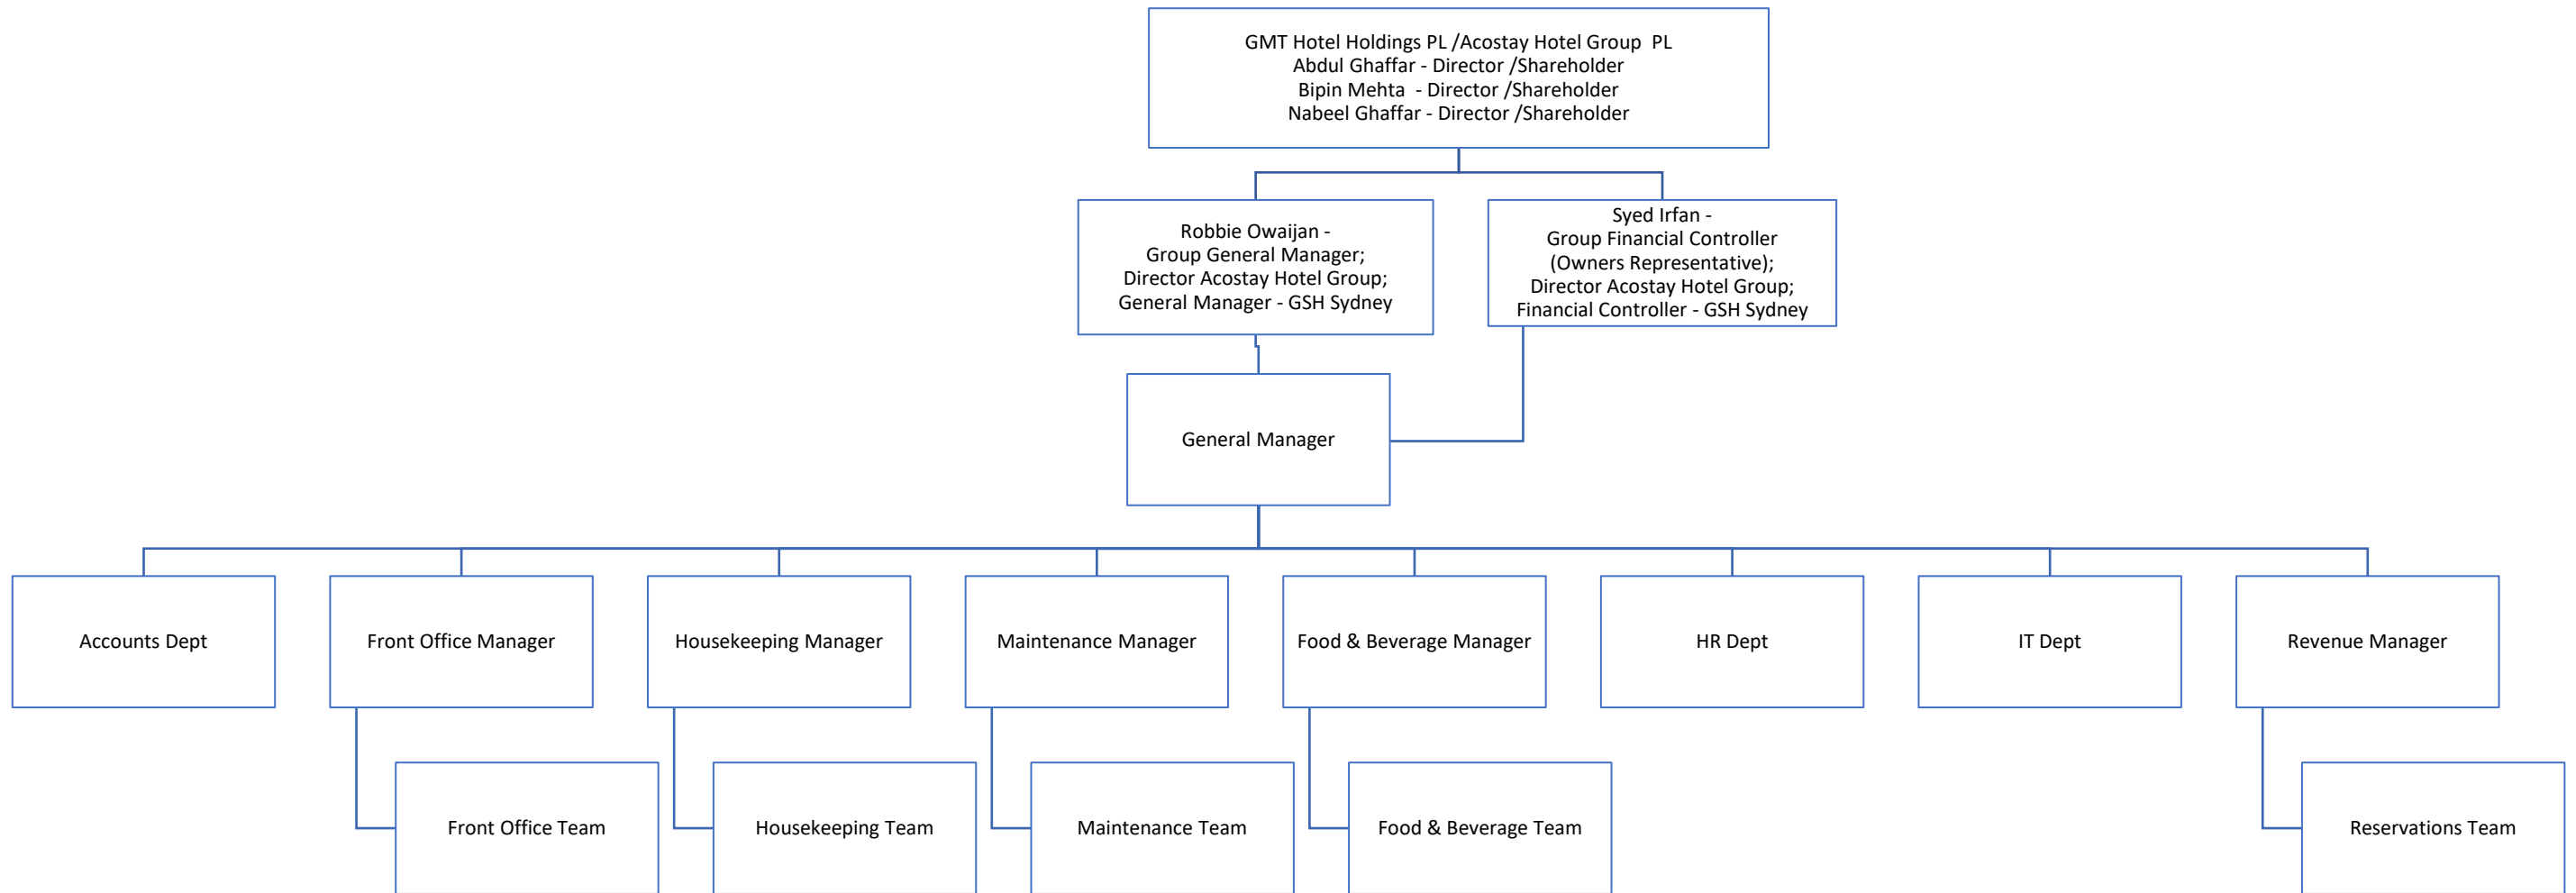 GMT Hotel Holdings PL /Acostay Hotel Group  PL
Abdul Ghaffar - Director /Shareholder
Bipin Mehta  - Director /Shareholder
Nabeel Ghaffar - Director /Shareholder
Robbie Owaijan -
Group General Manager;
Director Acostay Hotel Group;
General Manager - GSH Sydney
Syed Irfan -
Group Financial Controller
(Owners Representative);
Director Acostay Hotel Group;
Financial Controller - GSH Sydney
General Manager
Accounts Dept
Front Office Manager
Housekeeping Manager
Maintenance Manager
Food & Beverage Manager
HR Dept
IT Dept
Revenue Manager
Front Office Team
Housekeeping Team
Maintenance Team
Food & Beverage Team
Reservations Team